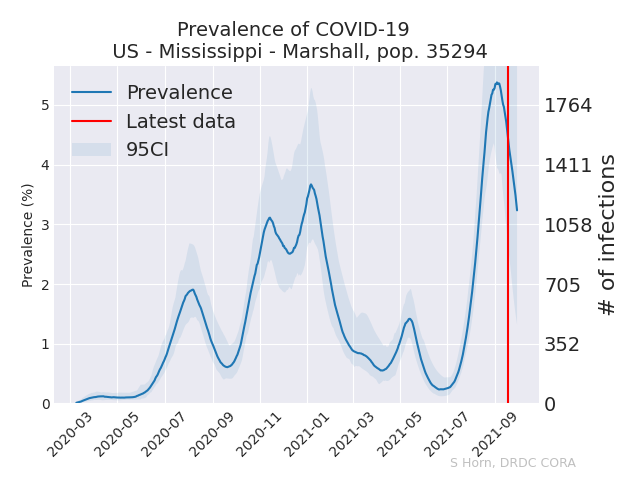 Prevalence of COVID-19
US - Mississippi - Marshall, pop. 35294
Prevalence
Latest data
95CI
Prevalence (%)
5
4
3
2
1
0
1764
1411
1058
705
352
0
# of infections
2020-03
2020-05
2020-07
2020-09
2020-11
2021-01
2021-03
2021-05
2021-07
2021-09
S Horn, DRDC CORA